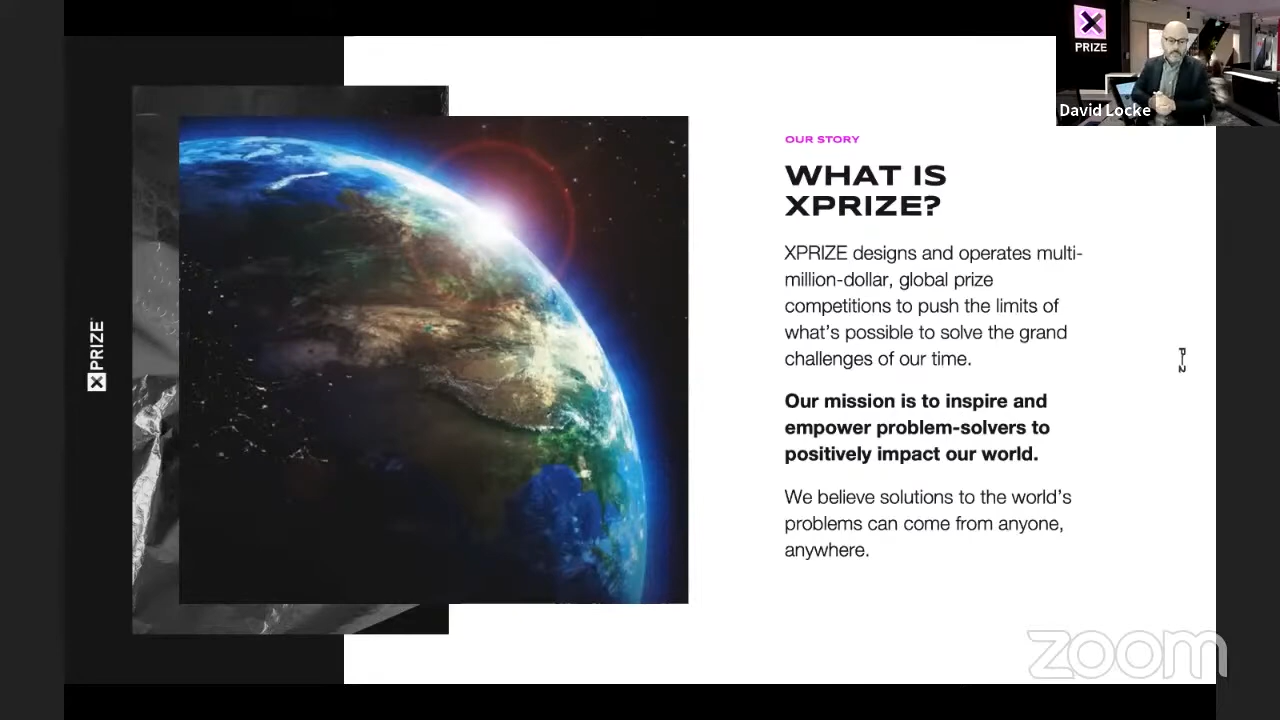 PRIZE
David Locke
OUR STORY
WHAT IS
XPRIZE?
XPRIZE designs and operates multi-
million-dollar, global prize
competitions to push the limits of
what's possible to solve the grand
challenges of our time.
Our mission is to inspire and
empower problem-solvers to
positively impact our world.
We believe solutions to the world's
problems can come from anyone,
anywhere.
XPRIZE
zoom